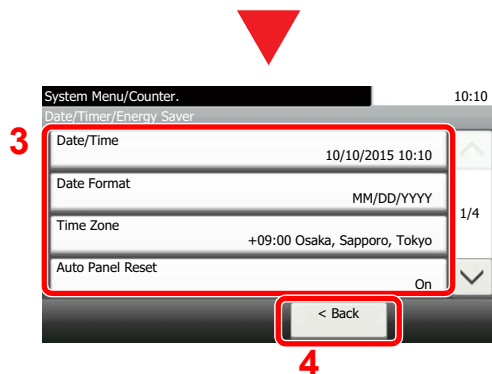 System Menu/Counter.
10:10
Date/Timer/Energy Saver
3
Date/Time
10/10/2015 10:10
Date Format
MM/DD/YYYY
1/4
Time Zone
+09:00 Osaka, Sapporo, Tokyo
Auto Panel Reset
On
< Back
4